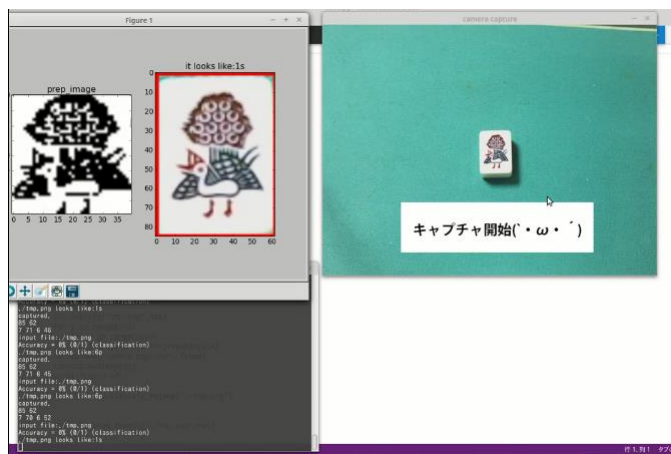 Figure 1
camera capture
prep_image
it looks like:1s
0
10
20
30
40
50
60
70
80
0 5 10 15 20 25 30 35
0 10 20 30 40 50 60
キャプチャ開始(`・ω・´)
./tmp.png looks like:1s
captured.
85 62
7 71 6 46
input file:./tmp.png
Accuracy = 0% (0/1) (classification)
./tmp.png looks like:6p
captured.
85 62
7 71 6 45
input file:./tmp.png
Accuracy = 0% (0/1) (classification)
./tmp.png looks like:6p
captured.
85 62
7 70 6 52
input file:./tmp.png
Accuracy = 0% (0/1) (classification)
./tmp.png looks like:1s
行 1、列 1